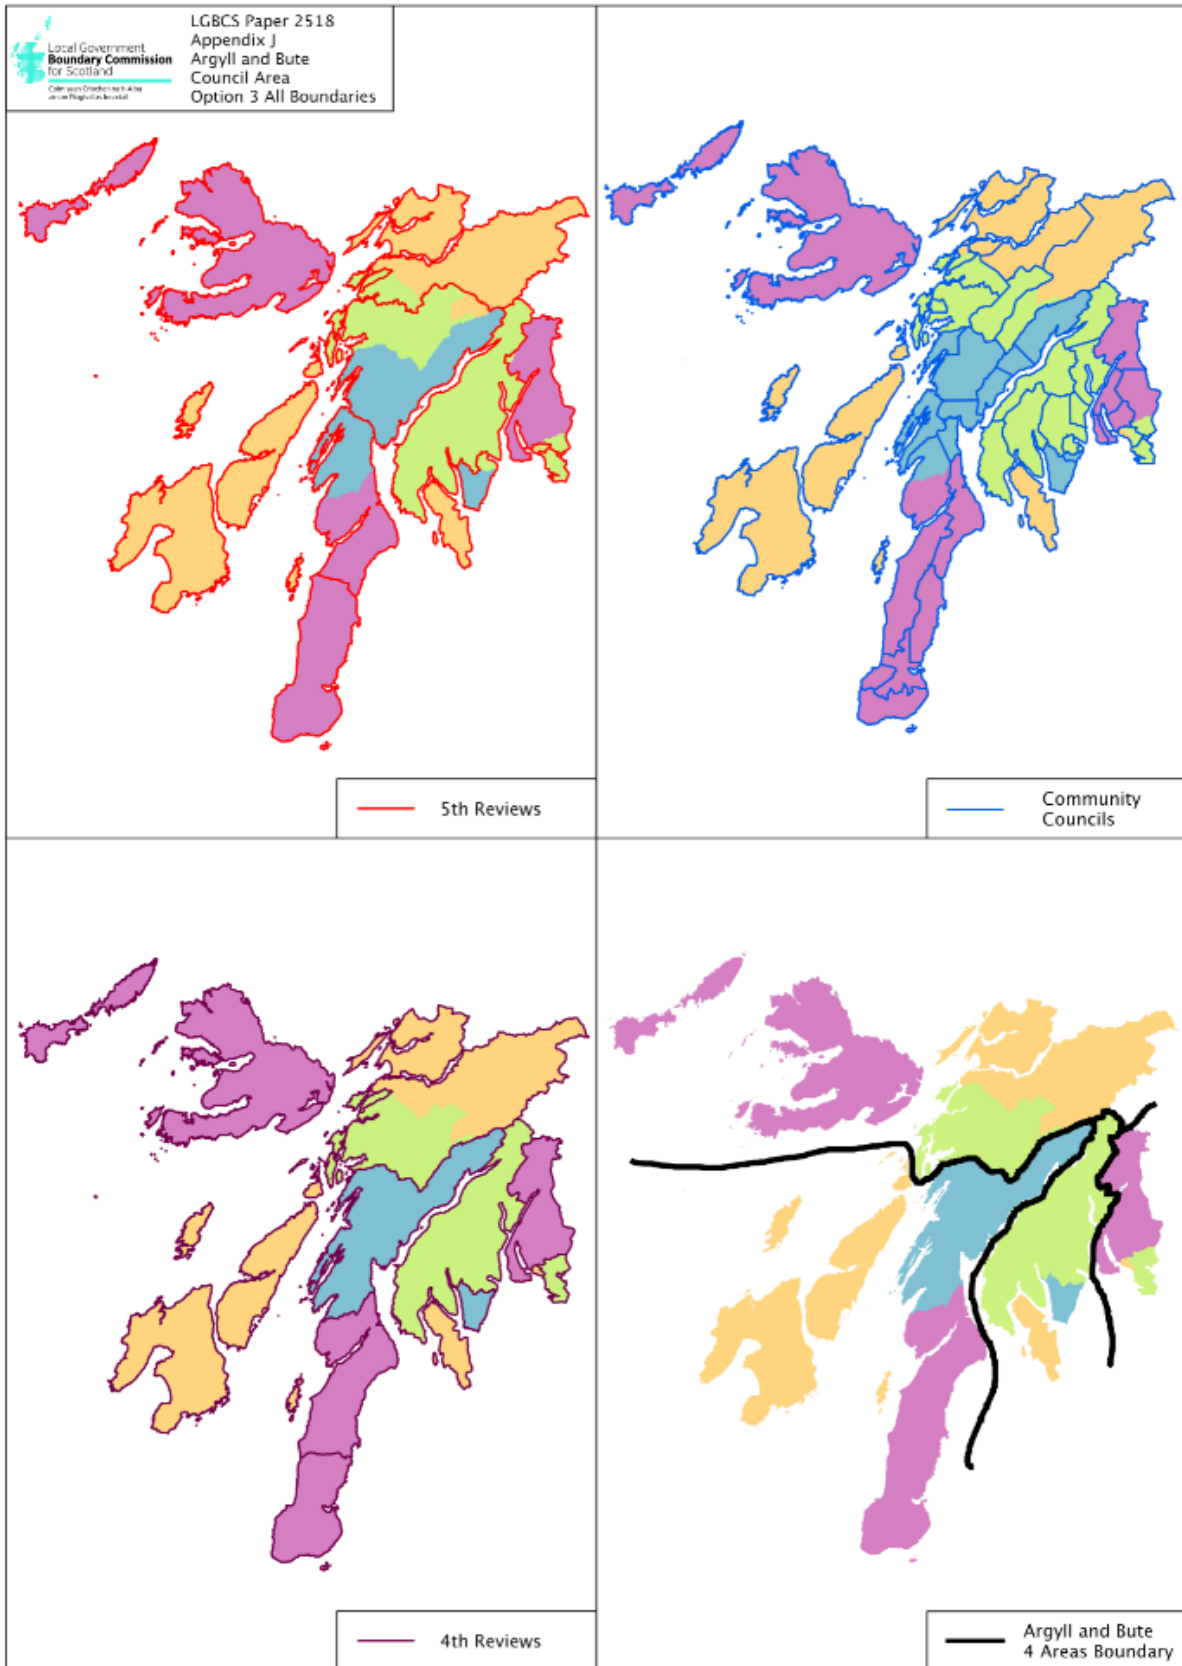 LGBCS Paper 2518
Appendix J
Argyll and Bute
Council Area
Option 3 All Boundaries
Local Government
Boundary Commission
for Scotland
5th Reviews
Community
Councils
4th Reviews
Argyll and Bute
4 Areas Boundary